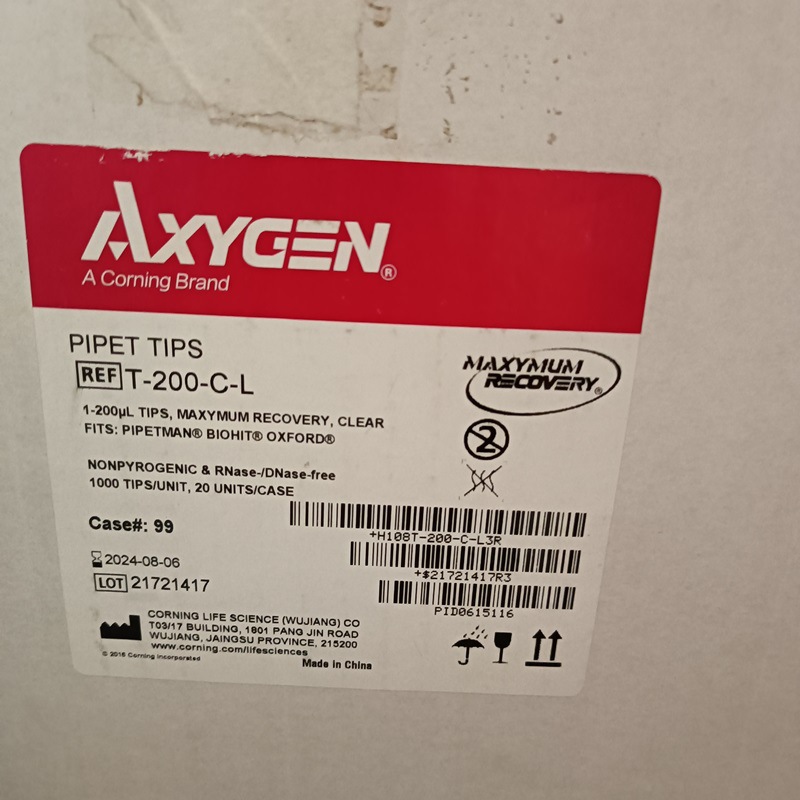 AXYGEN®
A Corning Brand
PIPET TIPS
REF T-200-C-L
MAXYMUM
RECOVERY®
1-200µL TIPS, MAXYMUM RECOVERY, CLEAR
FITS: PIPETMAN® BIOHIT® OXFORD®
2
NONPYROGENIC & RNase-/DNase-free
1000 TIPS/UNIT, 20 UNITS/CASE
Case#: 99
+H108T-200-C-L3R
2024-08-06
+$21721417R3
LOT 21721417
PID0615116
CORNING LIFE SCIENCE (WUJIANG) CO
T03/17 BUILDING, 1801 PANG JIN ROAD
WUJIANG, JAINGSU PROVINCE, 215200
www.corning.com/lifesciences
© 2016 Corning Incorporated
Made in China